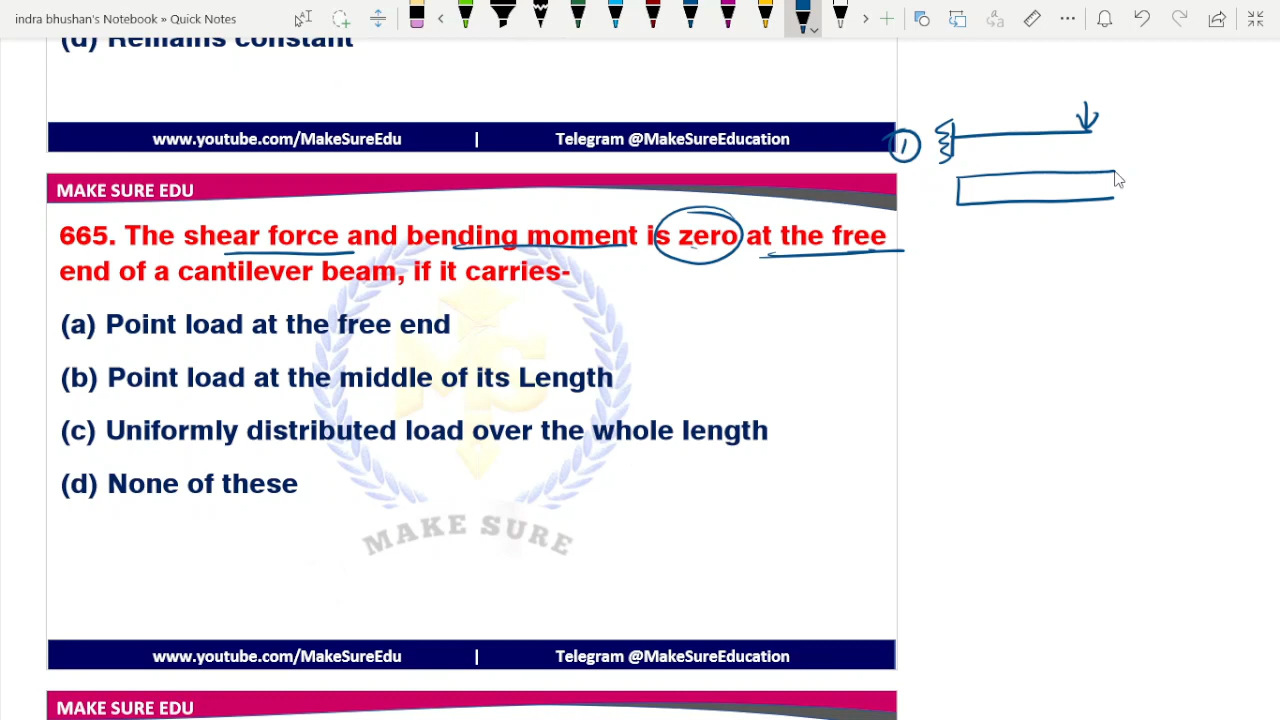 indra bhushan's Notebook » Quick Notes
(d) Remains constant
www.youtube.com/MakeSureEdu | Telegram @MakeSureEducation
1
MAKE SURE EDU
665. The shear force and bending moment is zero at the free
end of a cantilever beam, if it carries-
(a) Point load at the free end
(b) Point load at the middle of its Length
(c) Uniformly distributed load over the whole length
(d) None of these
MAKE SURE
www.youtube.com/MakeSureEdu | Telegram @MakeSureEducation
MAKE SURE EDU